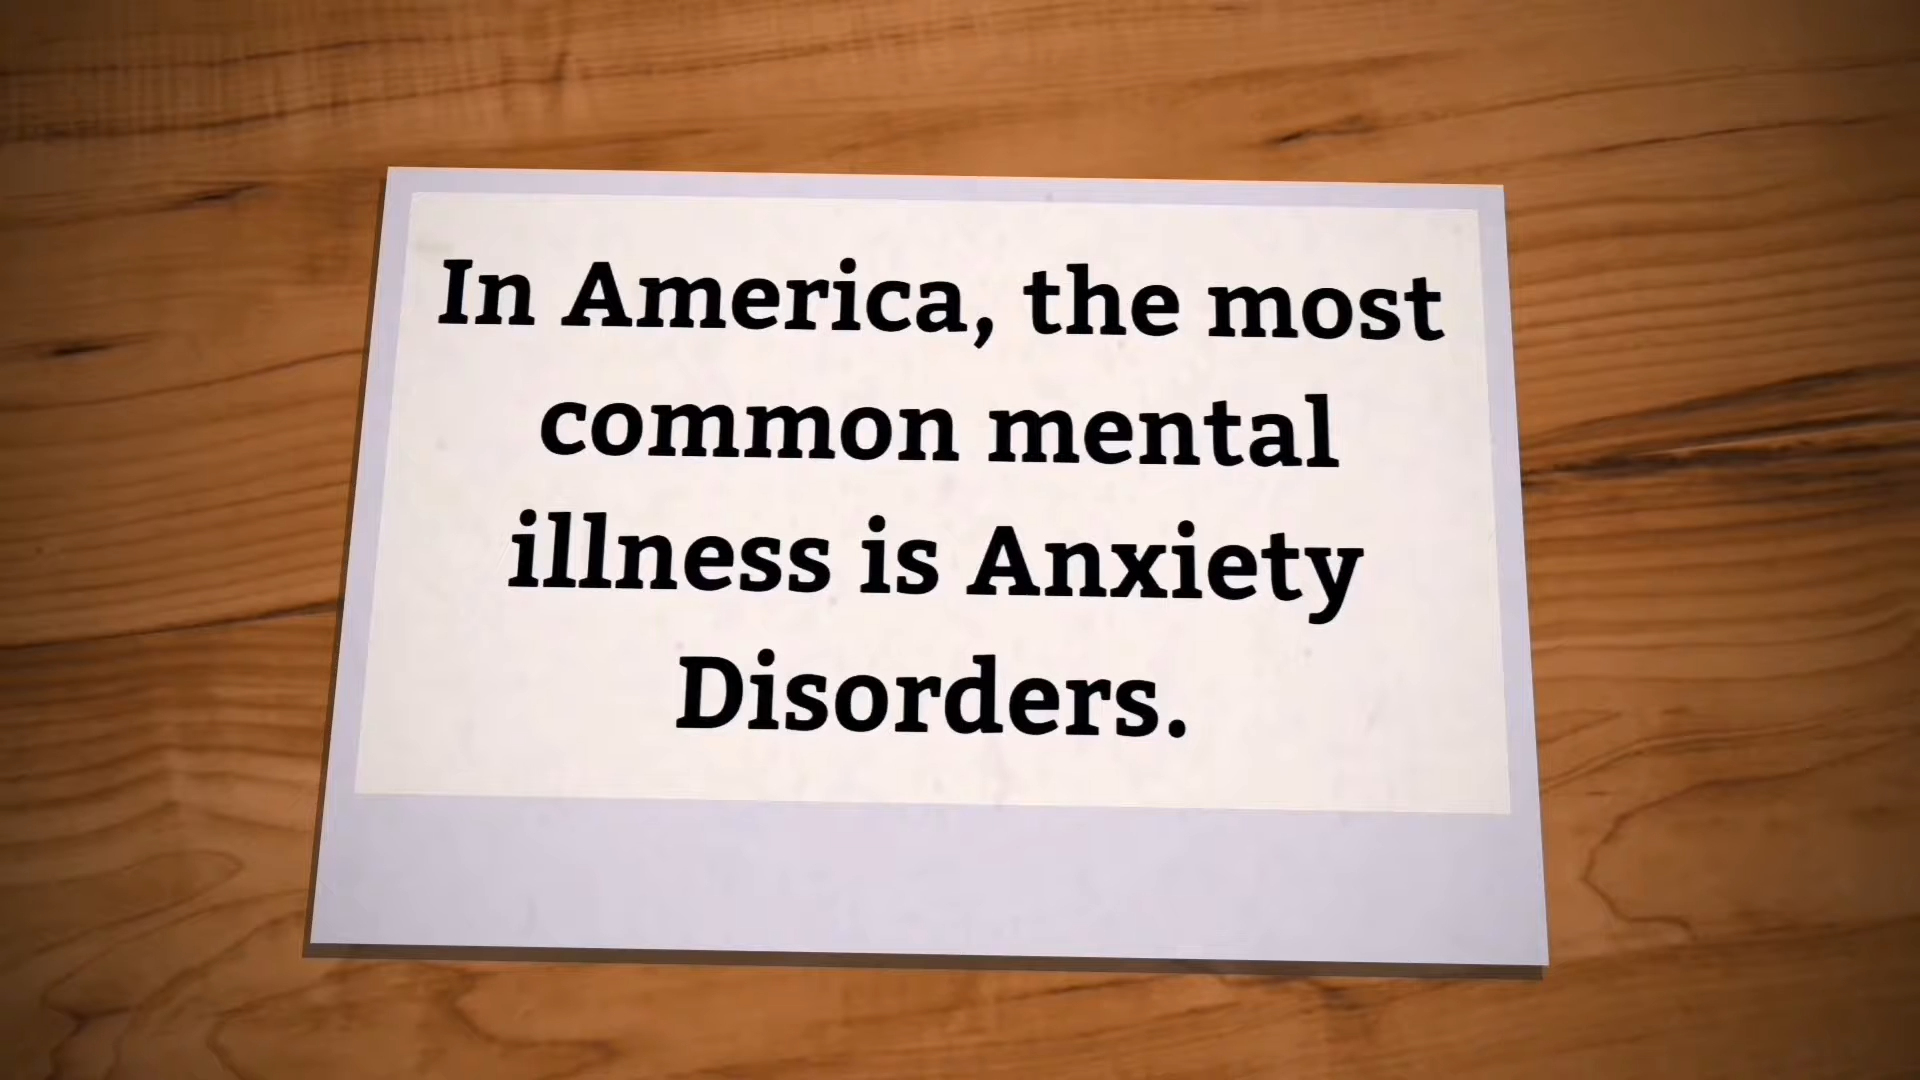 In America, the most
common mental
illness is Anxiety
Disorders.